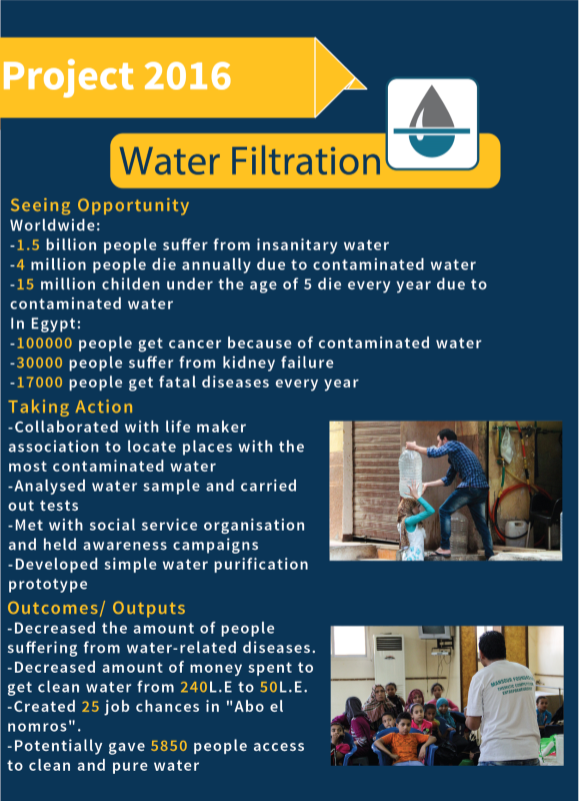 Project 2016
Water Filtration
Seeing Opportunity
Worldwide:
-1.5 billion people suffer from insanitary water
-4 million people die annually due to contaminated water
-15 million childen under the age of 5 die every year due to
contaminated water
In Egypt:
-100000 people get cancer because of contaminated water
-30000 people suffer from kidney failure
-17000 people get fatal diseases every year
Taking Action
-Collaborated with life maker
association to locate places with the
most contaminated water
-Analysed water sample and carried
out tests
-Met with social service organisation
and held awareness campaigns
-Developed simple water purification
prototype
Outcomes/ Outputs
-Decreased the amount of people
suffering from water-related diseases.
-Decreased amount of money spent to
get clean water from 240L.E to 50L.E.
-Created 25 job chances in "Abo el
nomros".
-Potentially gave 5850 people access
to clean and pure water